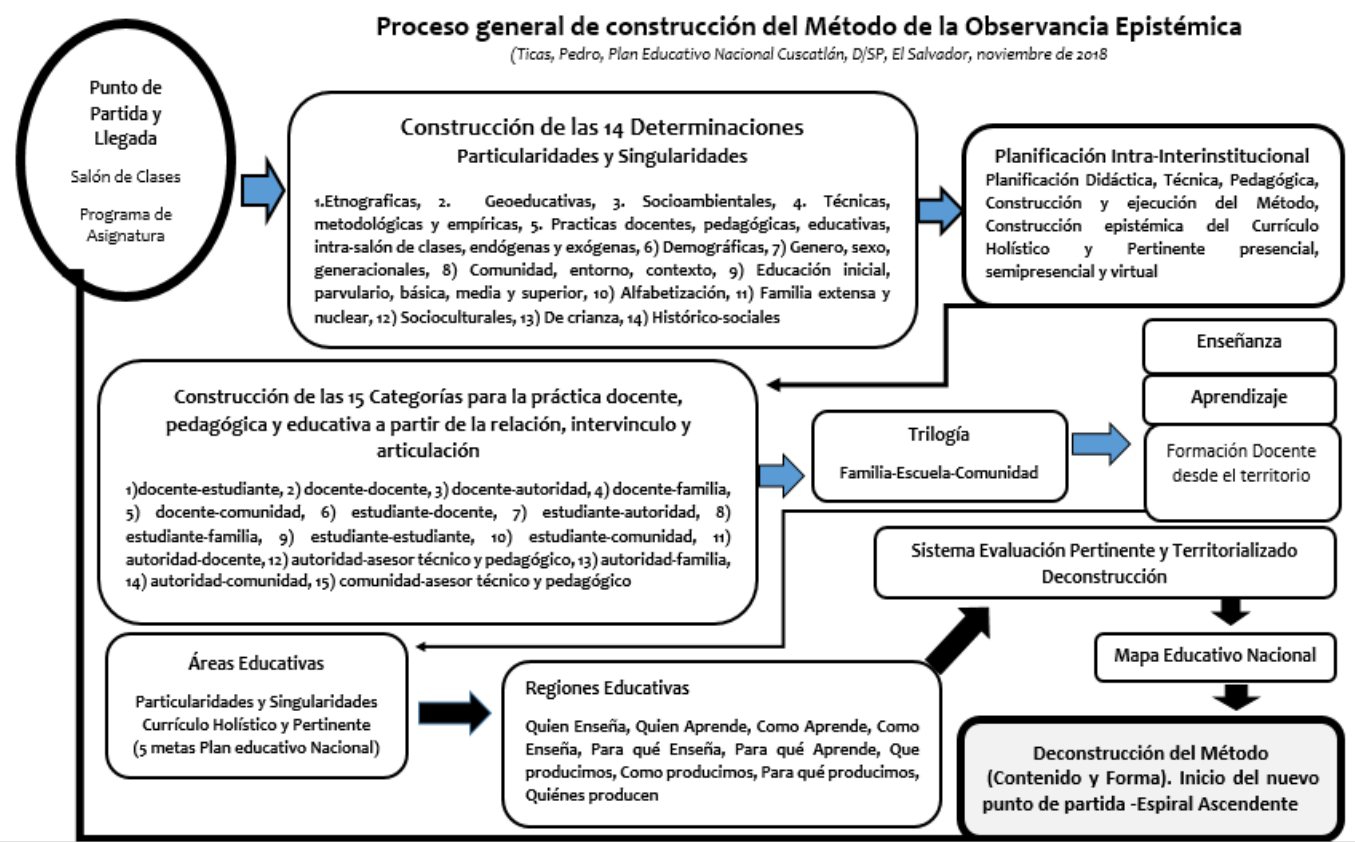 Proceso general de construcción del Método de la Observancia Epistémica
(Ticas, Pedro, Plan Educativo Nacional Cuscatlán, D/SP, El Salvador, noviembre de 2018
Punto de
Partida y
Llegada
Salón de Clases
Programa de
Asignatura
Construcción de las 14 Determinaciones
Particularidades y Singularidades
1.Etnograficas, 2. Geoeducativas, 3. Socioambientales, 4. Técnicas,
metodológicas y empíricas, 5. Practicas docentes, pedagógicas, educativas,
intra-salón de clases, endógenas y exógenas, 6) Demográficas, 7) Genero, sexo,
generacionales, 8) Comunidad, entorno, contexto, 9) Educación inicial,
parvulario, básica, media y superior, 10) Alfabetización, 11) Familia extensa y
nuclear, 12) Socioculturales, 13) De crianza, 14) Histórico-sociales
Planificación Intra-Interinstitucional
Planificación Didáctica, Técnica, Pedagógica,
Construcción y ejecución del Método,
Construcción epistémica del Currículo
Holístico y Pertinente presencial,
semipresencial y virtual
Construcción de las 15 Categorías para la práctica docente,
pedagógica y educativa a partir de la relación, intervinculo y
articulación
1)docente-estudiante, 2) docente-docente, 3) docente-autoridad, 4) docente-familia,
5) docente-comunidad, 6) estudiante-docente, 7) estudiante-autoridad, 8)
estudiante-familia, 9) estudiante-estudiante, 10) estudiante-comunidad, 11)
autoridad-docente, 12) autoridad-asesor técnico y pedagógico, 13) autoridad-familia,
14) autoridad-comunidad, 15) comunidad-asesor técnico y pedagógico
Trilogía
Familia-Escuela-Comunidad
Enseñanza
Aprendizaje
Formación Docente
desde el territorio
Áreas Educativas
Particularidades y Singularidades
Currículo Holístico y Pertinente
(5 metas Plan educativo Nacional)
Regiones Educativas
Quien Enseña, Quien Aprende, Como Aprende, Como
Enseña, Para qué Enseña, Para qué Aprende, Que
producimos, Como producimos, Para qué producimos,
Quiénes producen
Sistema Evaluación Pertinente y Territorializado
Deconstrucción
Mapa Educativo Nacional
Deconstrucción del Método
(Contenido y Forma). Inicio del nuevo
punto de partida -Espiral Ascendente